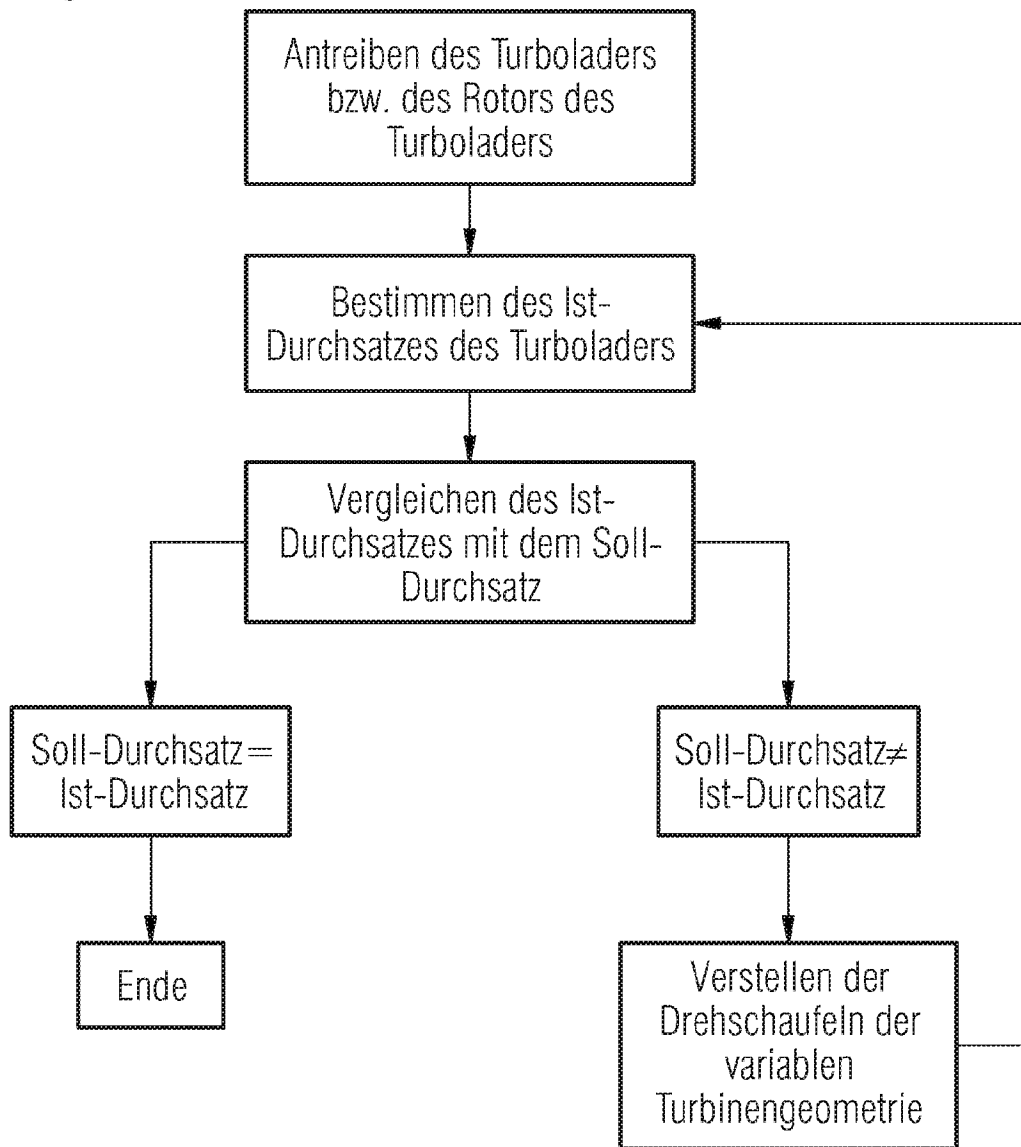 Antreiben des Turboladers
bzw. des Rotors des
Turboladers
Bestimmen des Ist-
Durchsatzes des Turboladers
Vergleichen des Ist-
Durchsatzes mit dem Soll-
Durchsatz
Soll-Durchsatz=
Ist-Durchsatz
Soll-Durchsatz≠
Ist-Durchsatz
Ende
Verstellen der
Drehschaufeln der
variablen
Turbinengeometrie